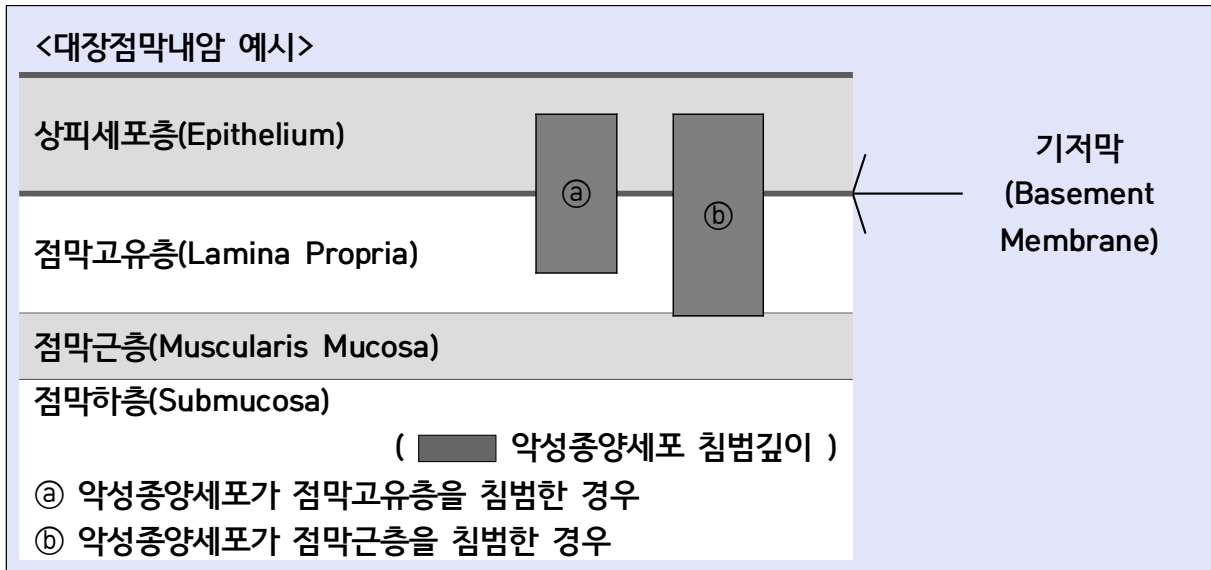 <대장점막내암 예시>
상피세포층(Epithelium)
기저막
(Basement
Membrane)
ⓐ
ⓑ
점막고유층(Lamina Propria)
점막근층(Muscularis Mucosa)
점막하층(Submucosa)
( 악성종양세포 침범깊이 )
ⓐ 악성종양세포가 점막고유층을 침범한 경우
ⓑ 악성종양세포가 점막근층을 침범한 경우